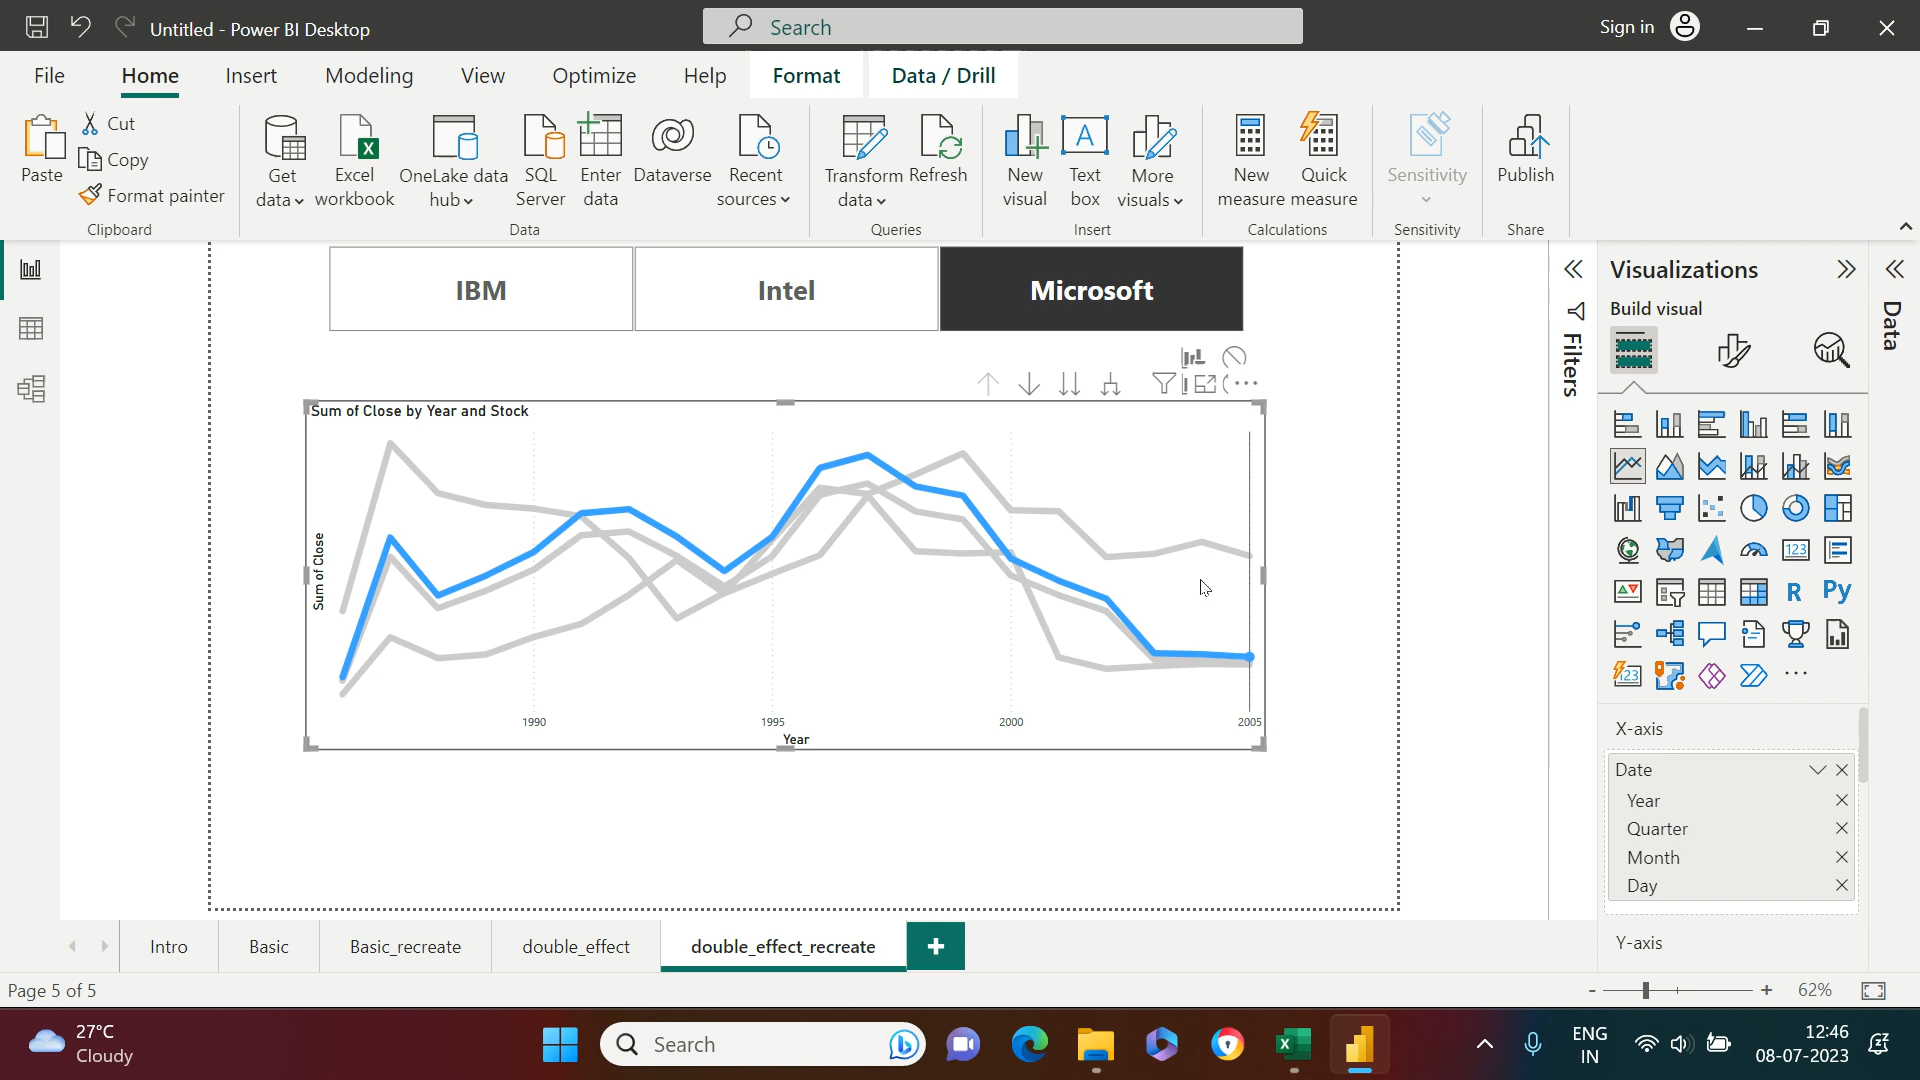 Untitled - Power BI Desktop
Search
Sign in
File
Home
Insert
Modeling
View
Optimize
Help
Format
Data / Drill
Paste
Cut
Copy
Format painter
Clipboard
Get data
Excel workbook
OneLake data hub
SQL Server
Enter data
Dataverse
Recent sources
Data
Transform data
Refresh
Queries
New visual
Text box
More visuals
Insert
New measure
Quick measure
Calculations
Sensitivity
Sensitivity
Publish
Share
IBM
Intel
Microsoft
Sum of Close by Year and Stock
Sum of Close
1990
1995
2000
2005
Year
Filters
Visualizations
Build visual
Data
123
R
Py
123
X-axis
Date
Year
Quarter
Month
Day
Y-axis
Intro
Basic
Basic_recreate
double_effect
double_effect_recreate
Page 5 of 5
62%
27°C
Cloudy
Search
ENG
IN
12:46
08-07-2023